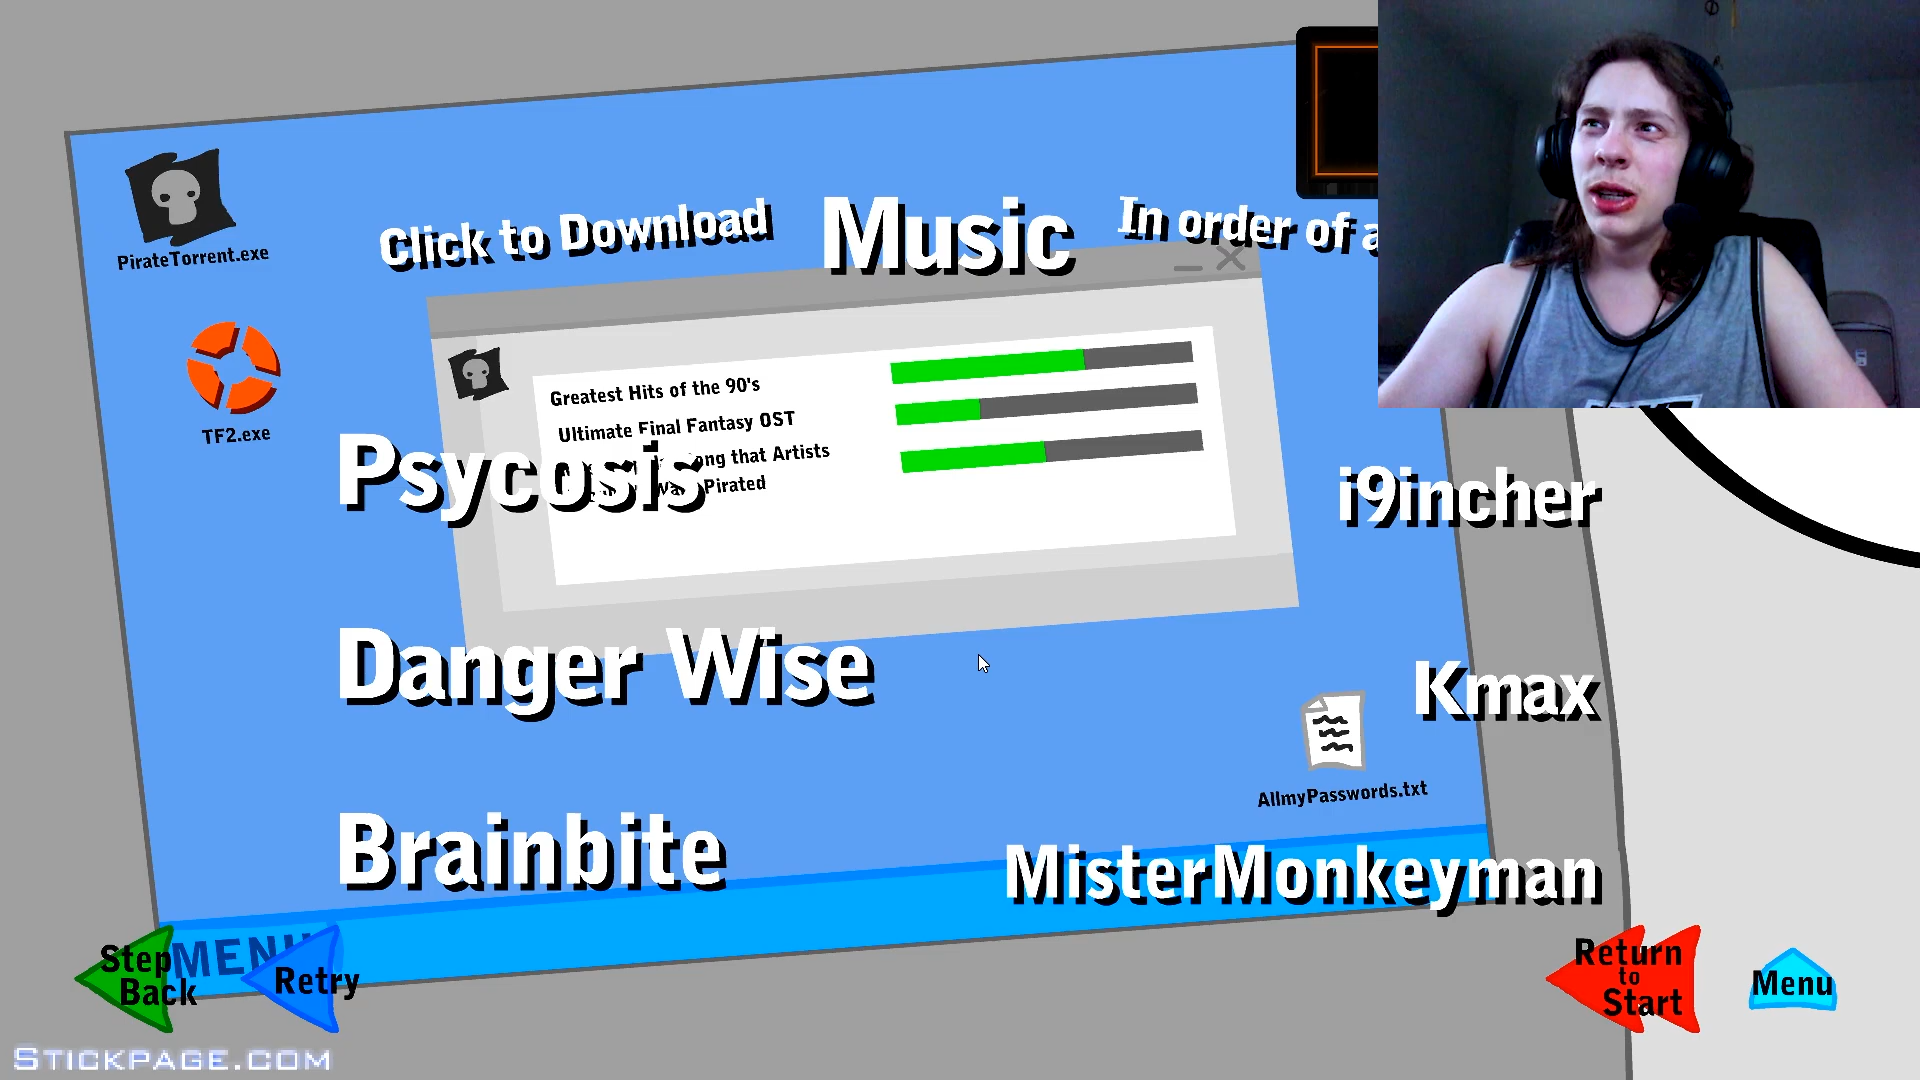 PirateTorrent.exe
Click to Download
Music
In order of a
TF2.exe
Greatest Hits of the 90's
Ultimate Final Fantasy OST
that Artists
Pirated
Psycosis
i9incher
Danger Wise
Kmax
AllmyPasswords.txt
Brainbite
MisterMonkeyman
Step
Back
MENU
Retry
Return
to
Start
Menu
STICKPAGE.COM